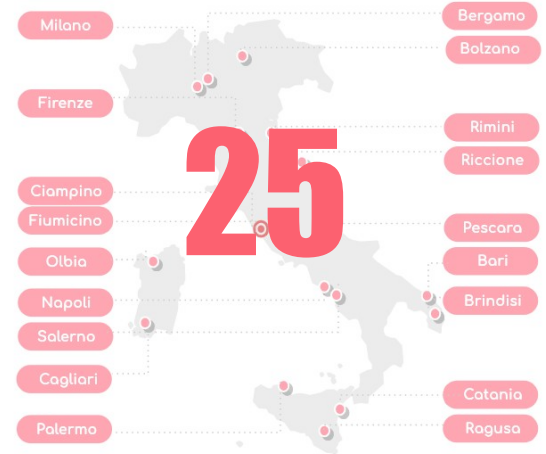 Milano
Firenze
Ciampino
Fiumicino
Olbia
Napoli
Salerno
Cagliari
Palermo
25
Bergamo
Bolzano
Rimini
Riccione
Pescara
Bari
Brindisi
Catania
Ragusa